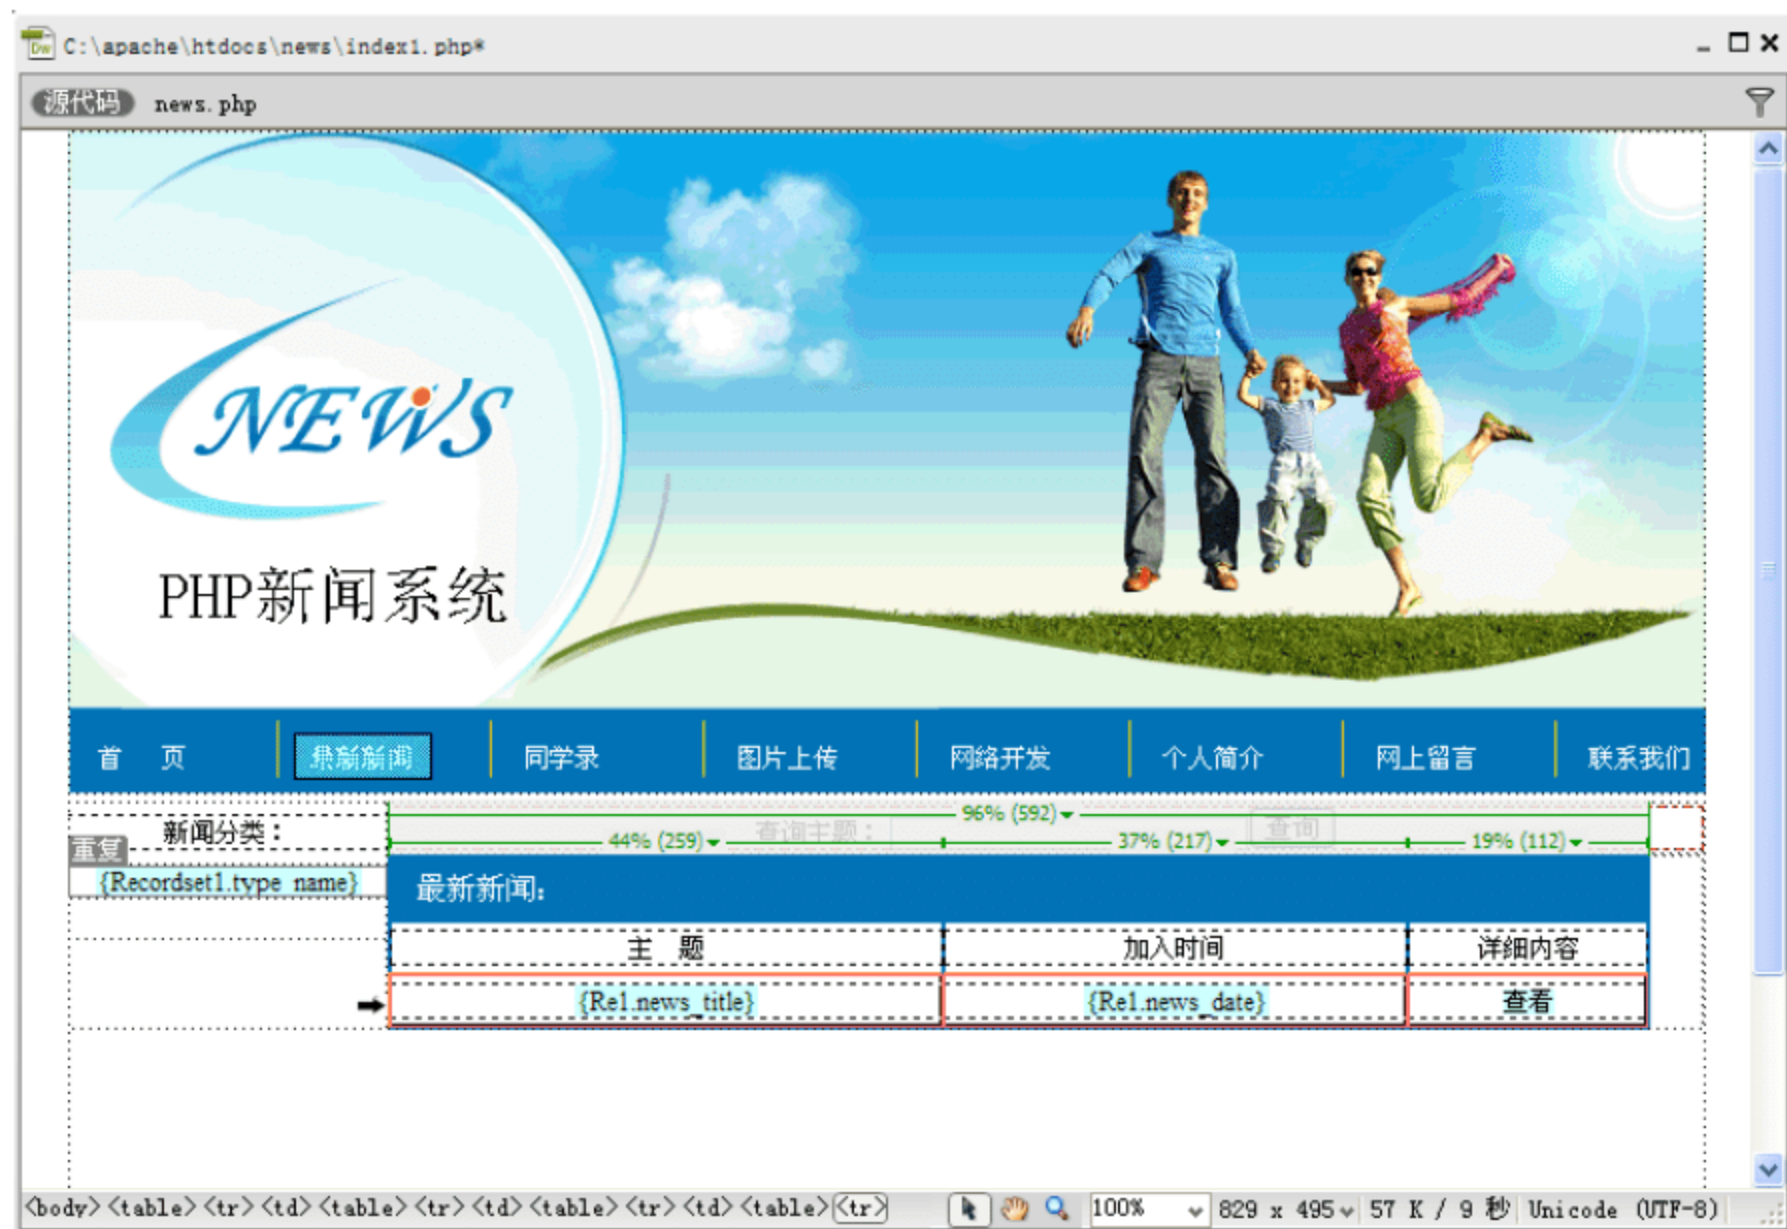 C:\apache\htdocs\news\index1.php*
源代码 news.php
NEWS
PHP新闻系统
首 页 最新新闻 同学录 图片上传 网络开发 个人简介 网上留言 联系我们
96% (592)
新闻分类： 44% (259) 查询主题： 37% (217) 查询 19% (112)
重复
{Recordset1.type_name} 最新新闻:
主 题 加入时间 详细内容
{Re1.news_title} {Re1.news_date} 查看
<body><table><tr><td><table><tr><td><table><tr><td><table><tr> 100% 829 x 495 57 K / 9 秒 Unicode (UTF-8)